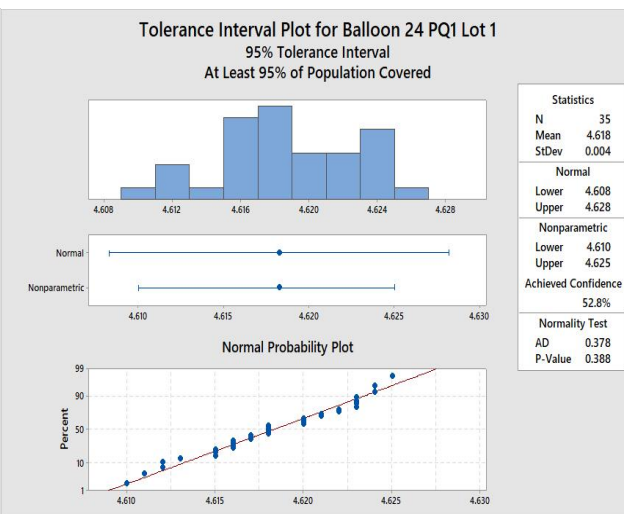 Tolerance Interval Plot for Balloon 24 PQ1 Lot 1
95% Tolerance Interval
At Least 95% of Population Covered
4.608 4.612 4.616 4.620 4.624 4.628
Normal
Nonparametric
4.610 4.615 4.620 4.625 4.630
Normal Probability Plot
Percent
99
90
50
10
1
4.610 4.615 4.620 4.625 4.630
Statistics
N 35
Mean 4.618
StDev 0.004
Normal
Lower 4.608
Upper 4.628
Nonparametric
Lower 4.610
Upper 4.625
Achieved Confidence
52.8%
Normality Test
AD 0.378
P-Value 0.388